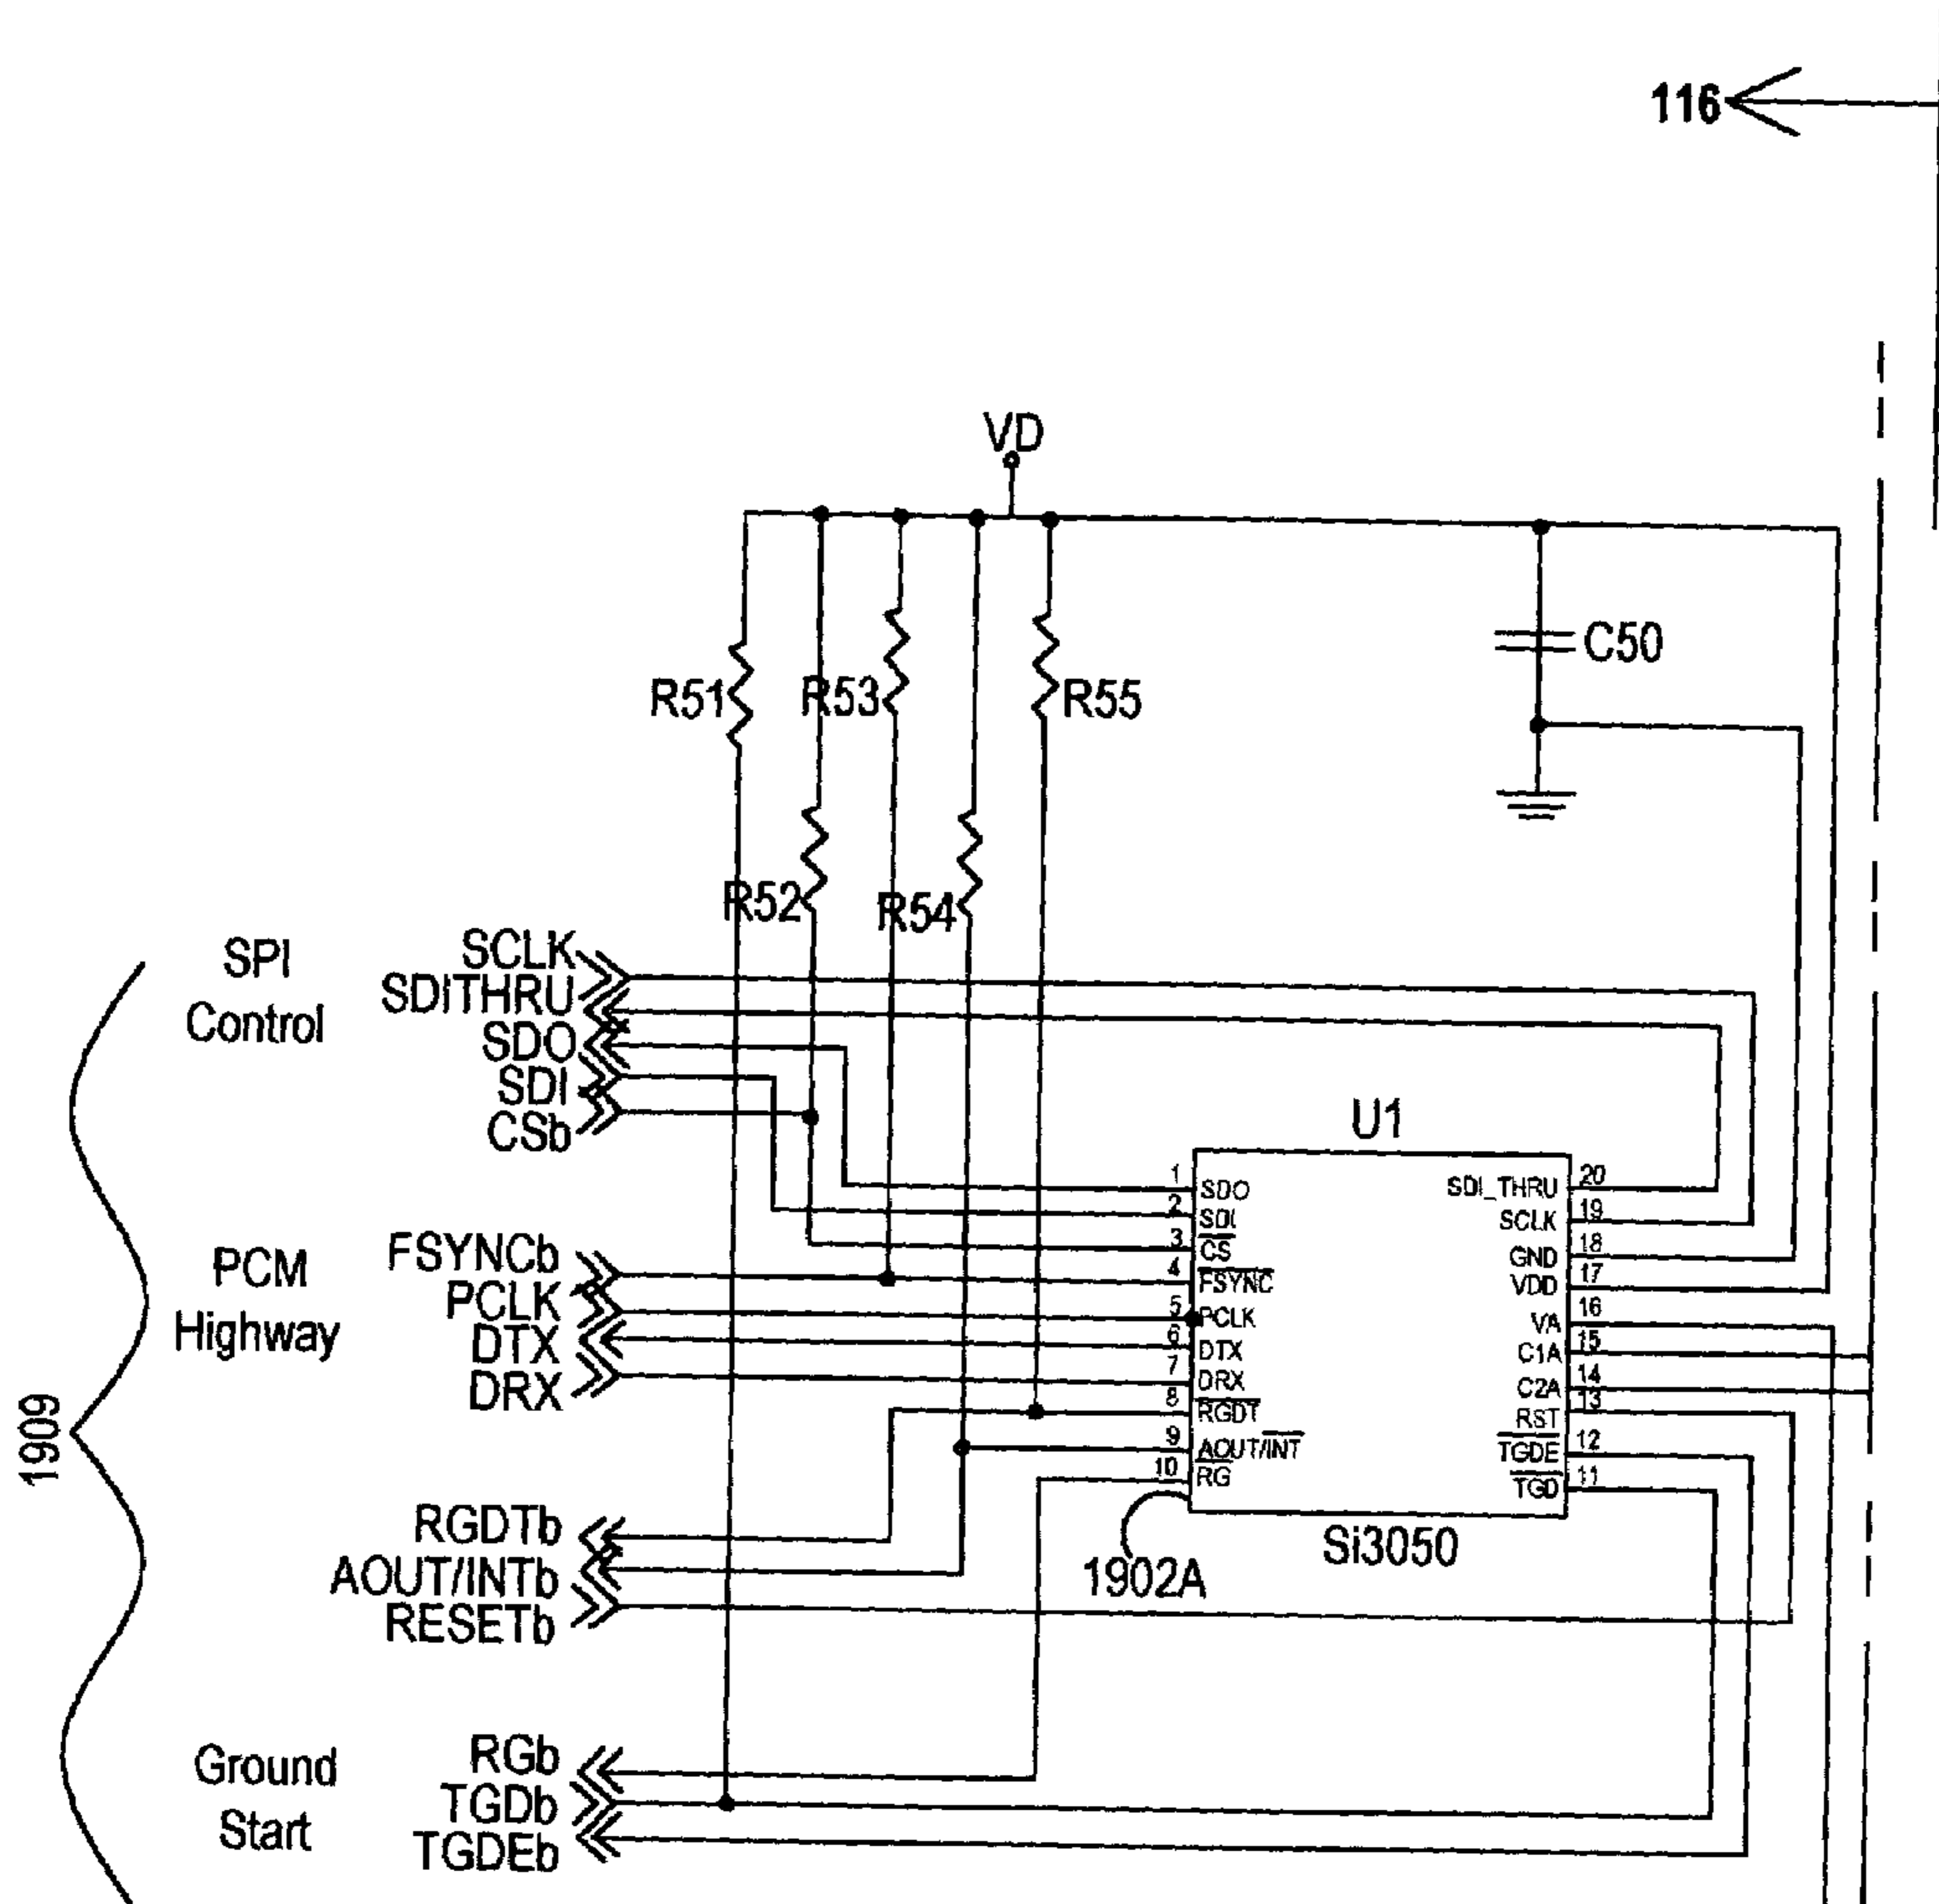 116
VD
C50
R51
R53
R55
R52
R54
SPI
Control
SCLK
SDiTHRU
SDO
SDI
CSb
U1
1 SDO
2 SDI
3 CS
4 FSYNC
5 PCLK
6 DTX
7 DRX
8 RGDT
9 AOUT/INT
10 RG
SDI_THRU 20
SCLK 19
GND 18
VDD 17
VA 16
C1A 15
C2A 14
RST 13
TGDE 12
TGD 11
Si3050
1902A
PCM
Highway
FSYNCb
PCLK
DTX
DRX
1909
RGDTb
AOUT/INTb
RESETb
Ground
Start
RGb
TGDb
TGDEb